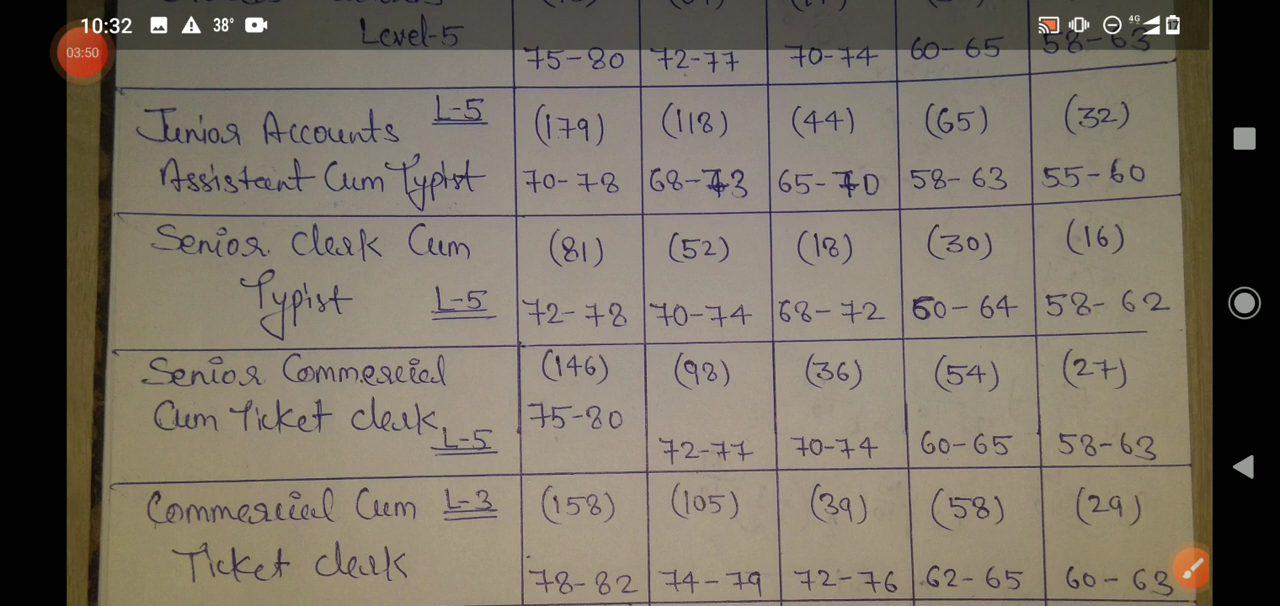 10:32 38° 4G 17
03:50
Level-5
75-80 72-77 70-74 60-65 58-63
Junior Accounts L-5 (179) (118) (44) (65) (32)
Assistant Cum Typist 70-78 68-73 65-70 58-63 55-60
Senior Clerk Cum (81) (52) (18) (30) (16)
Typist L-5 72-78 70-74 68-72 60-64 58-62
Senior Commercial (146) (98) (36) (54) (27)
Cum Ticket clerk 75-80
L-5 72-77 70-74 60-65 58-63
Commercial Cum L-3 (158) (105) (39) (58) (29)
Ticket clerk 78-82 74-79 72-76 62-65 60-63